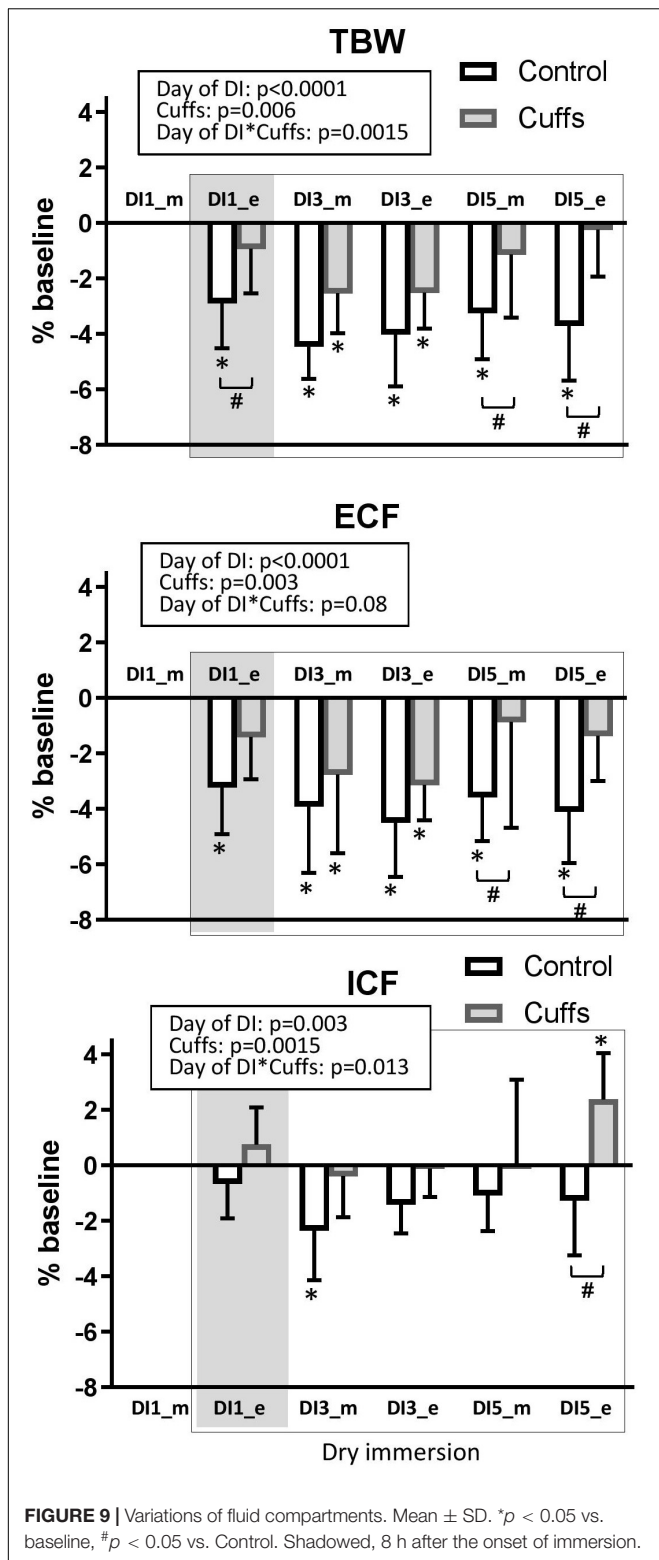 TBW
Control
Cuffs
Day of DI: p<0.0001
Cuffs: p=0.006
Day of DI*Cuffs: p=0.0015
% baseline
4
2
0
-2
-4
-6
-8
DI1_m DI1_e DI3_m DI3_e DI5_m DI5_e
* * * * * * *
# # #
ECF
Day of DI: p<0.0001
Cuffs: p=0.003
Day of DI*Cuffs: p=0.08
% baseline
4
2
0
-2
-4
-6
-8
DI1_m DI1_e DI3_m DI3_e DI5_m DI5_e
* * * * * * *
# #
ICF
Control
Cuffs
Day of DI: p=0.003
Cuffs: p=0.0015
Day of DI*Cuffs: p=0.013
% baseline
4
2
0
-2
-4
-6
-8
* *
#
DI1_m DI1_e DI3_m DI3_e DI5_m DI5_e
Dry immersion
FIGURE 9 | Variations of fluid compartments. Mean ± SD. *p < 0.05 vs.
baseline, #p < 0.05 vs. Control. Shadowed, 8 h after the onset of immersion.